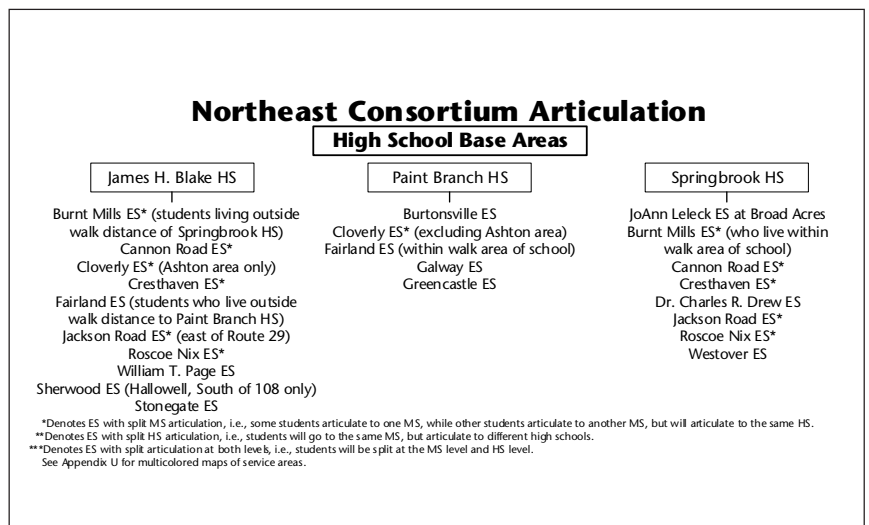 Northeast Consortium Articulation
High School Base Areas
James H. Blake HS
Burnt Mills ES* (students living outside
walk distance of Springbrook HS)
Cannon Road ES*
Cloverly ES* (Ashton area only)
Cresthaven ES*
Fairland ES (students who live outside
walk distance to Paint Branch HS)
Jackson Road ES* (east of Route 29)
Roscoe Nix ES*
William T. Page ES
Sherwood ES (Hallowell, South of 108 only)
Stonegate ES
Paint Branch HS
Burtonsville ES
Cloverly ES* (excluding Ashton area)
Fairland ES (within walk area of school)
Galway ES
Greencastle ES
Springbrook HS
JoAnn Leleck ES at Broad Acres
Burnt Mills ES* (who live within
walk area of school)
Cannon Road ES*
Cresthaven ES*
Dr. Charles R. Drew ES
Jackson Road ES*
Roscoe Nix ES*
Westover ES
*Denotes ES with split MS articulation, i.e., some students articulate to one MS, while other students articulate to another MS, but will articulate to the same HS.
**Denotes ES with split HS articulation, i.e., students will go to the same MS, but articulate to different high schools.
***Denotes ES with split articulation at both levels, i.e., students will be split at the MS level and HS level.
See Appendix U for multicolored maps of service areas.